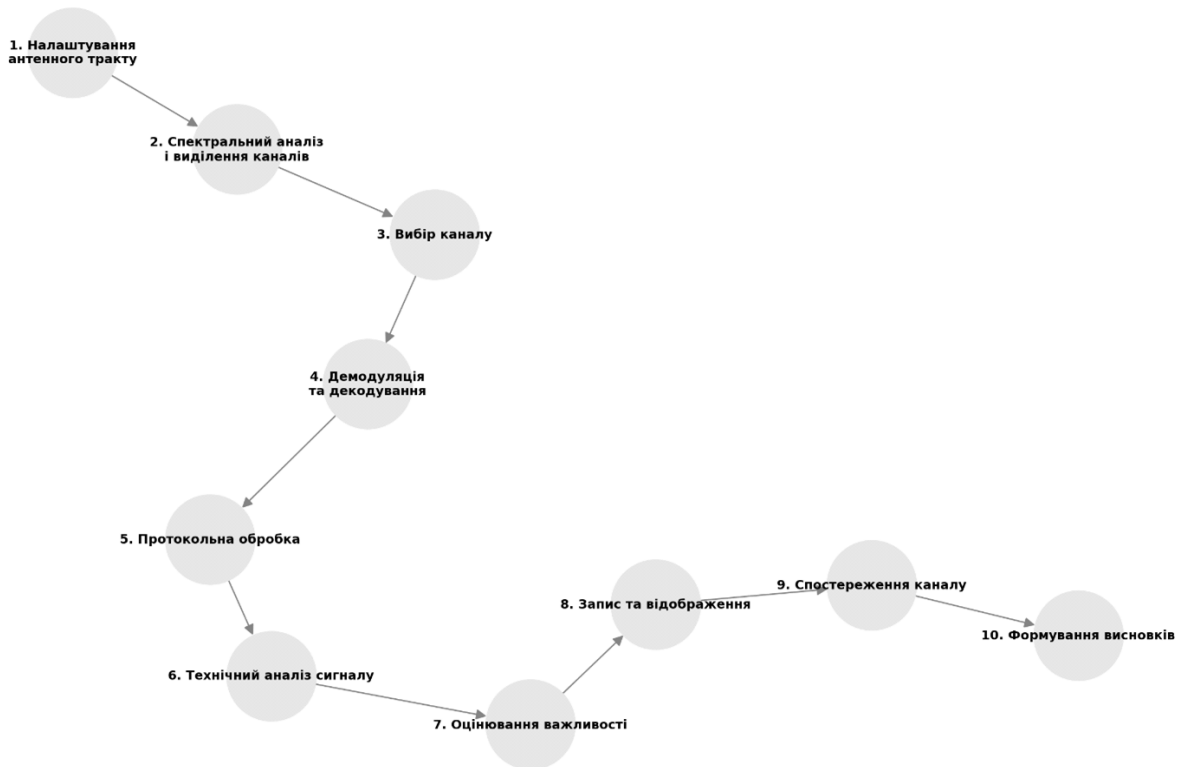 1. Налаштування
антенного тракту
2. Спектральний аналіз
і виділення каналів
3. Вибір каналу
4. Демодуляція
та декодування
5. Протокольна обробка
6. Технічний аналіз сигналу
7. Оцінювання важливості
8. Запис та відображення
9. Спостереження каналу
10. Формування висновків